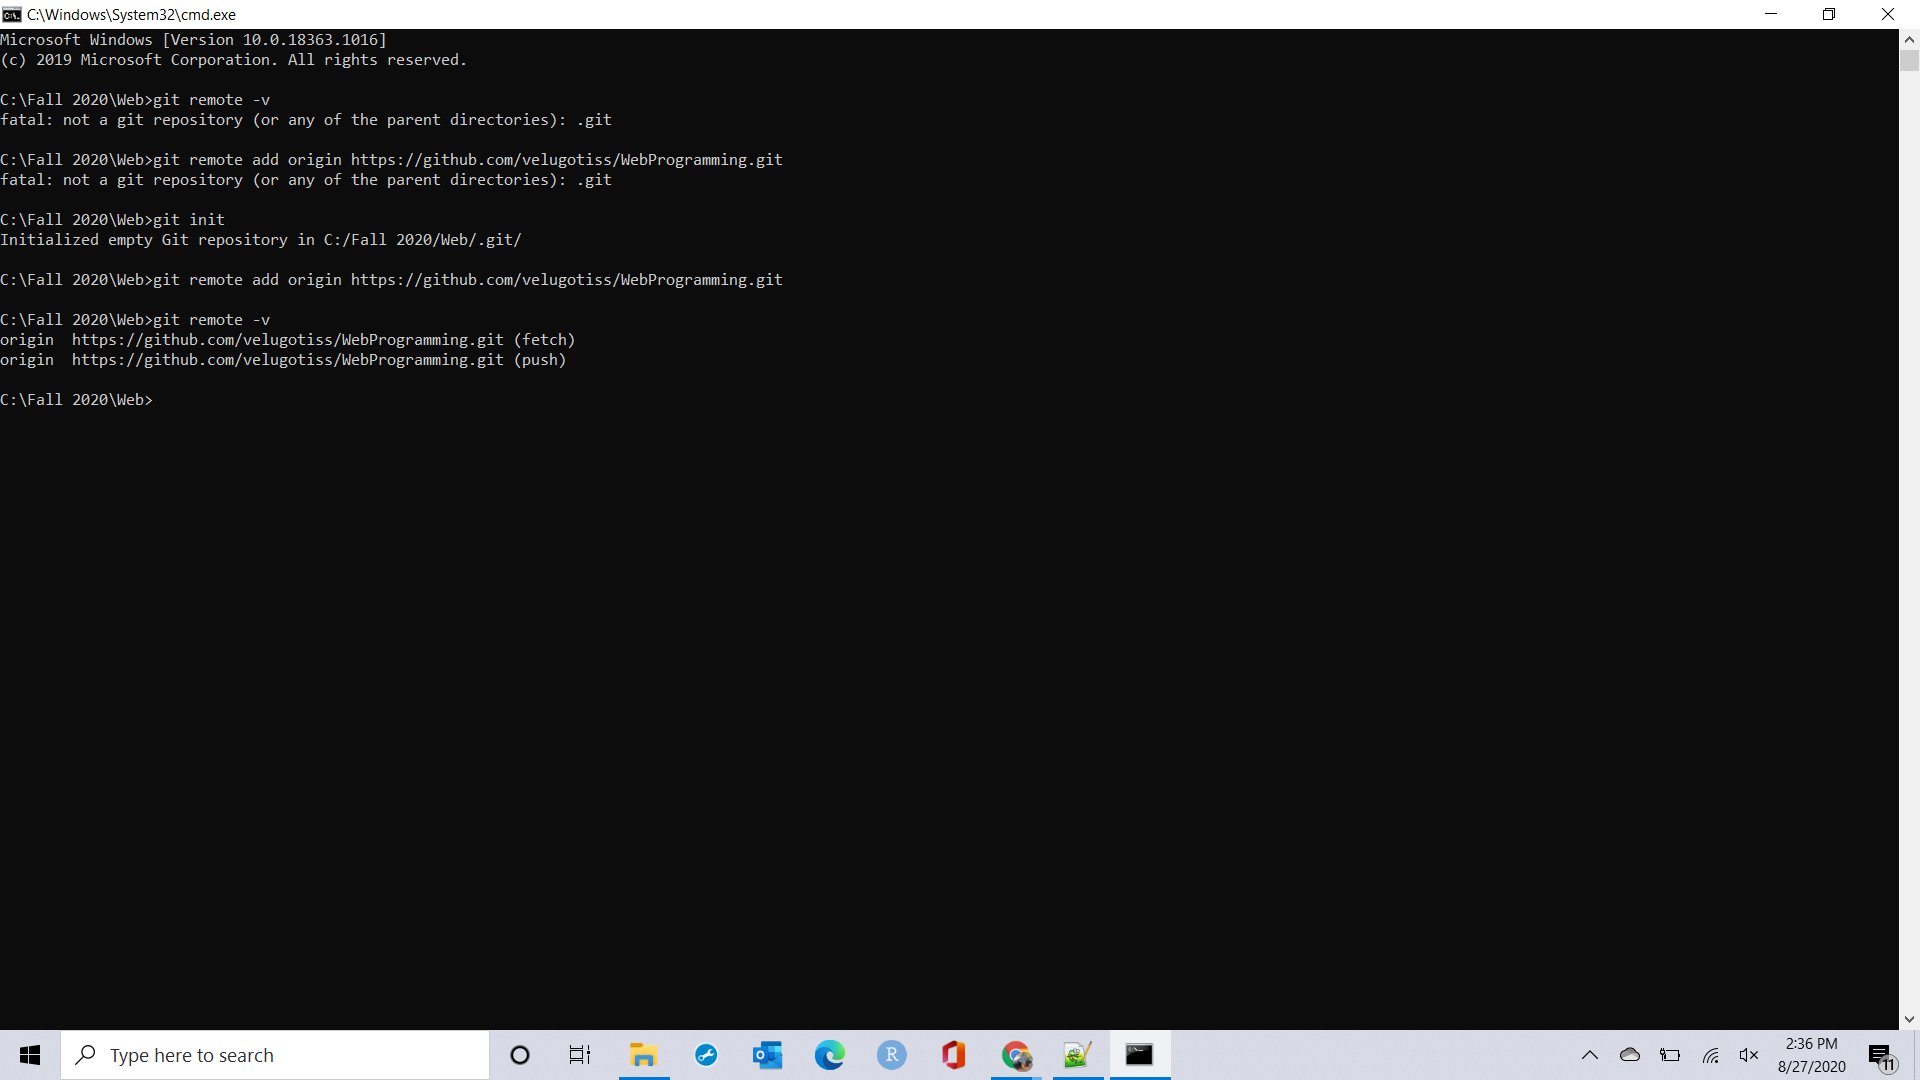 C:\Windows\System32\cmd.exe
Microsoft Windows [Version 10.0.18363.1016]
(c) 2019 Microsoft Corporation. All rights reserved.
C:\Fall 2020\Web>git remote -v
fatal: not a git repository (or any of the parent directories): .git
C:\Fall 2020\Web>git remote add origin https://github.com/velugotiss/WebProgramming.git
fatal: not a git repository (or any of the parent directories): .git
C:\Fall 2020\Web>git init
Initialized empty Git repository in C:/Fall 2020/Web/.git/
C:\Fall 2020\Web>git remote add origin https://github.com/velugotiss/WebProgramming.git
C:\Fall 2020\Web>git remote -v
origin  https://github.com/velugotiss/WebProgramming.git (fetch)
origin  https://github.com/velugotiss/WebProgramming.git (push)
C:\Fall 2020\Web>
Type here to search
R
2:36 PM
8/27/2020
11